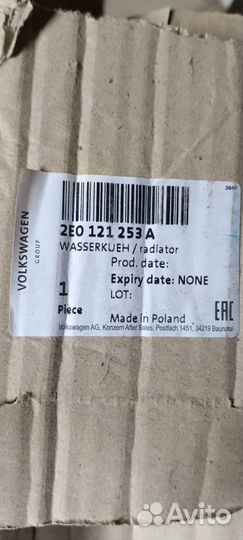 3847
VOLKSWAGEN
GROUP
2E0 121 253 A
WASSERKUEH / radiator
Prod. date:
Expiry date: NONE
LOT:
1
Piece
Made In Poland
EAC
Volkswagen AG, Konzern After Sales, Postfach 1451, 34219 Baunatal
Avito